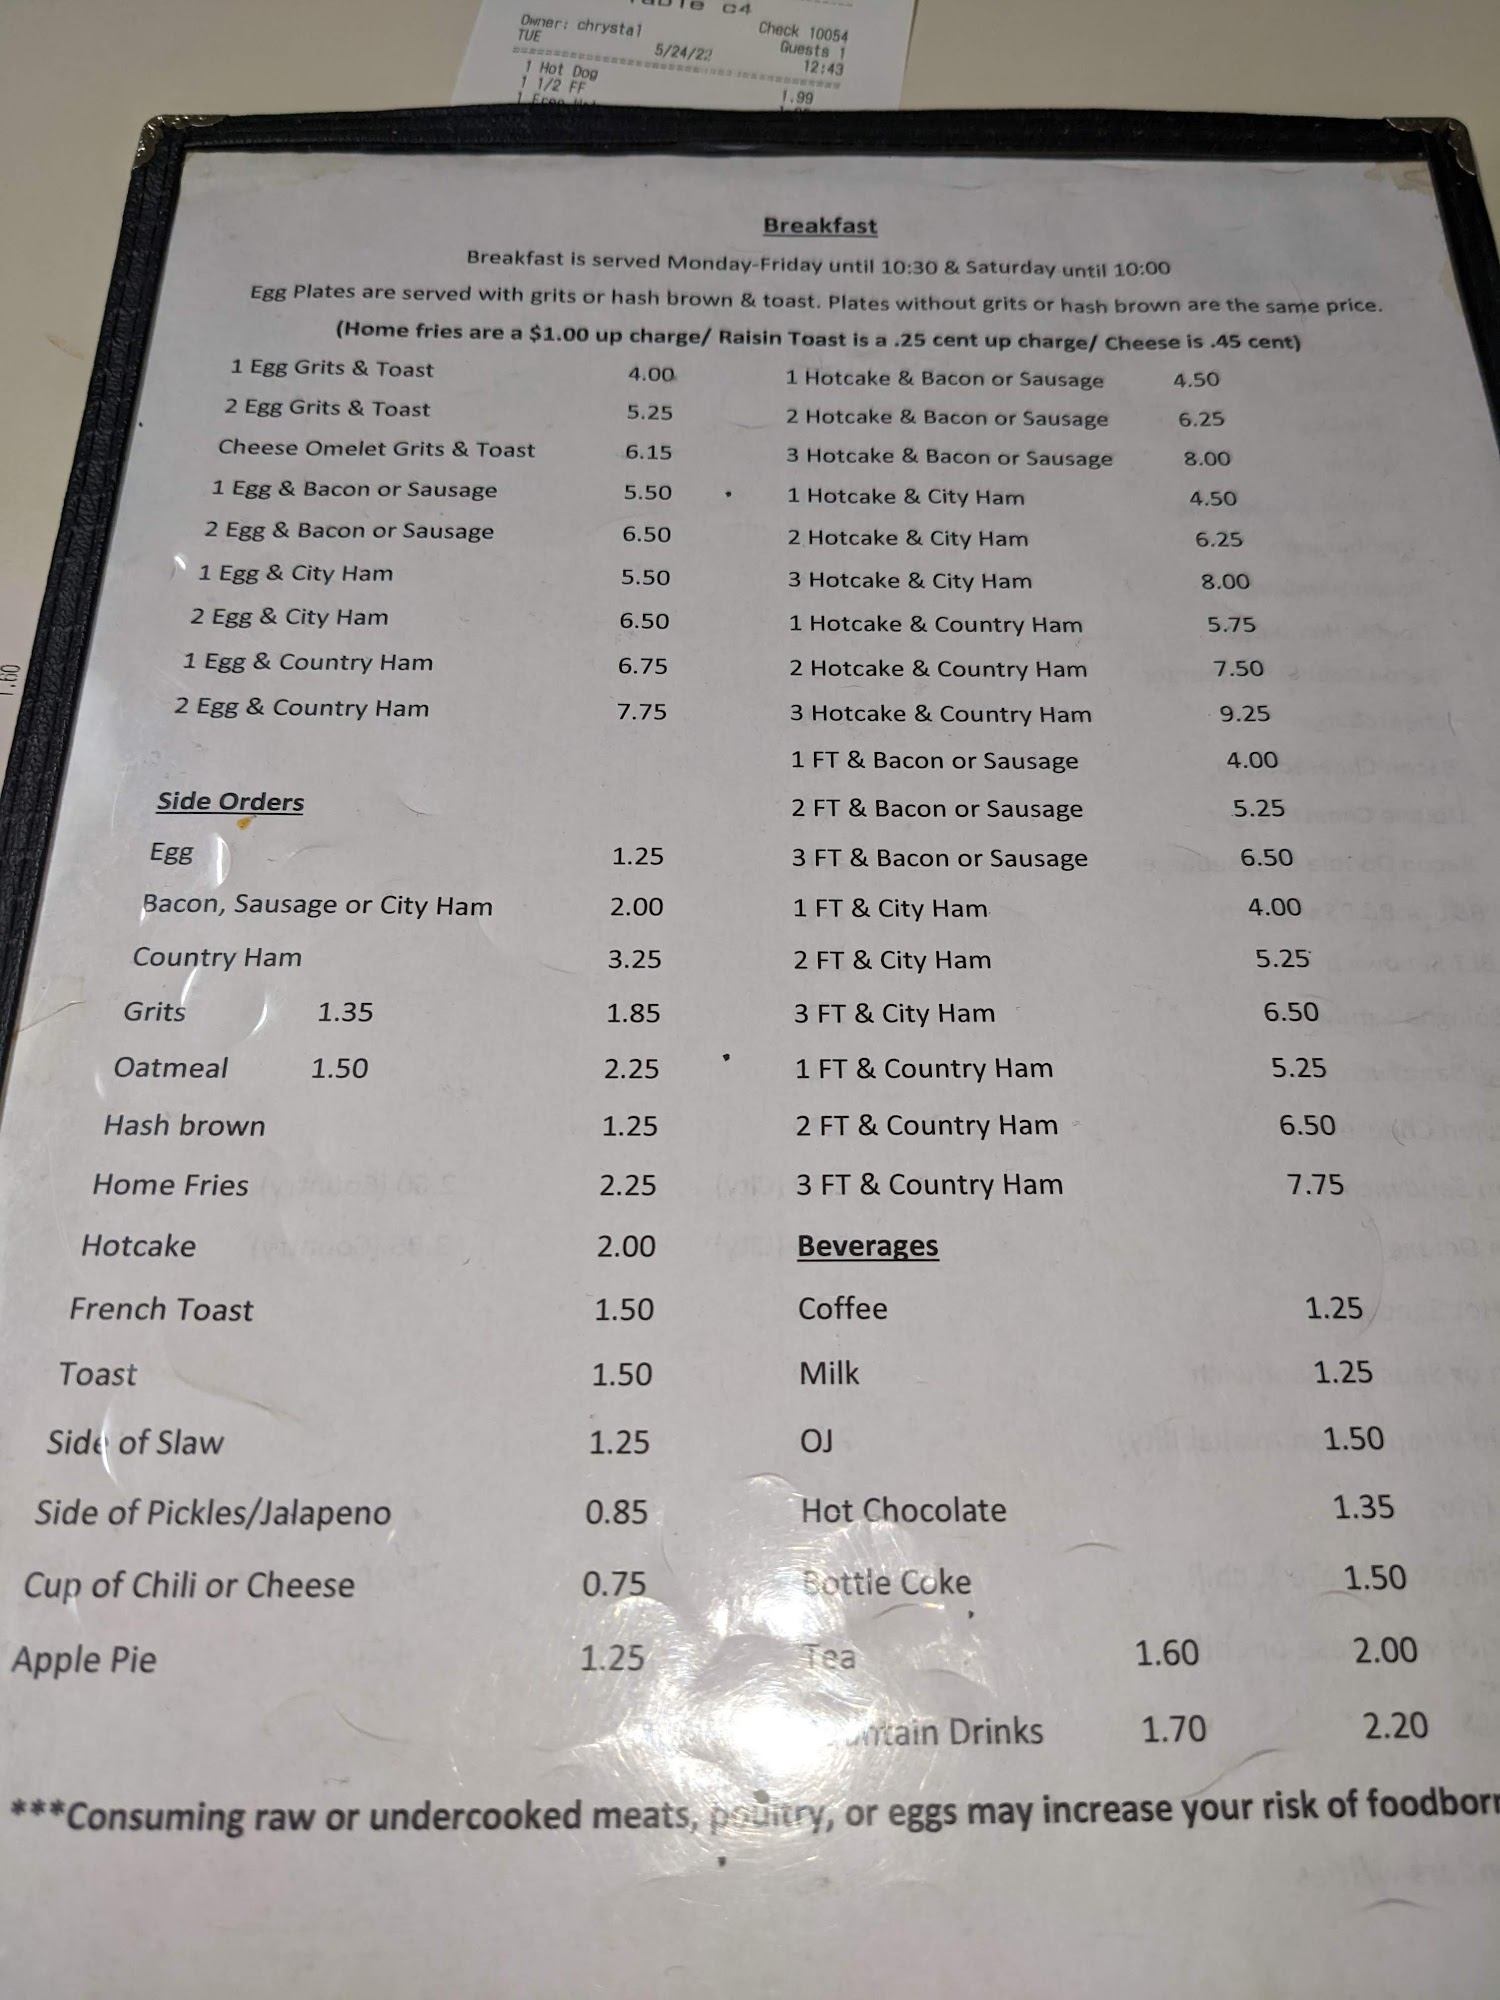 c4
Owner: chrystal Check 10054
TUE Guests 1
5/24/22 12:43
1 Hot Dog 1.99
1 1/2 FF
Breakfast
Breakfast is served Monday-Friday until 10:30 & Saturday until 10:00
Egg Plates are served with grits or hash brown & toast. Plates without grits or hash brown are the same price.
(Home fries are a $1.00 up charge/ Raisin Toast is a .25 cent up charge/ Cheese is .45 cent)
1 Egg Grits & Toast 4.00
2 Egg Grits & Toast 5.25
Cheese Omelet Grits & Toast 6.15
1 Egg & Bacon or Sausage 5.50
2 Egg & Bacon or Sausage 6.50
1 Egg & City Ham 5.50
2 Egg & City Ham 6.50
1 Egg & Country Ham 6.75
2 Egg & Country Ham 7.75
Side Orders
Egg 1.25
Bacon, Sausage or City Ham 2.00
Country Ham 3.25
Grits 1.35 1.85
Oatmeal 1.50 2.25
Hash brown 1.25
Home Fries 2.25
Hotcake 2.00
French Toast 1.50
Toast 1.50
Side of Slaw 1.25
Side of Pickles/Jalapeno 0.85
Cup of Chili or Cheese 0.75
Apple Pie 1.25
1 Hotcake & Bacon or Sausage 4.50
2 Hotcake & Bacon or Sausage 6.25
3 Hotcake & Bacon or Sausage 8.00
1 Hotcake & City Ham 4.50
2 Hotcake & City Ham 6.25
3 Hotcake & City Ham 8.00
1 Hotcake & Country Ham 5.75
2 Hotcake & Country Ham 7.50
3 Hotcake & Country Ham 9.25
1 FT & Bacon or Sausage 4.00
2 FT & Bacon or Sausage 5.25
3 FT & Bacon or Sausage 6.50
1 FT & City Ham 4.00
2 FT & City Ham 5.25
3 FT & City Ham 6.50
1 FT & Country Ham 5.25
2 FT & Country Ham 6.50
3 FT & Country Ham 7.75
Beverages
Coffee 1.25
Milk 1.25
OJ 1.50
Hot Chocolate 1.35
Bottle Coke 1.50
Tea 1.60 2.00
Drinks 1.70 2.20
***Consuming raw or undercooked meats, poultry, or eggs may increase your risk of
1.60